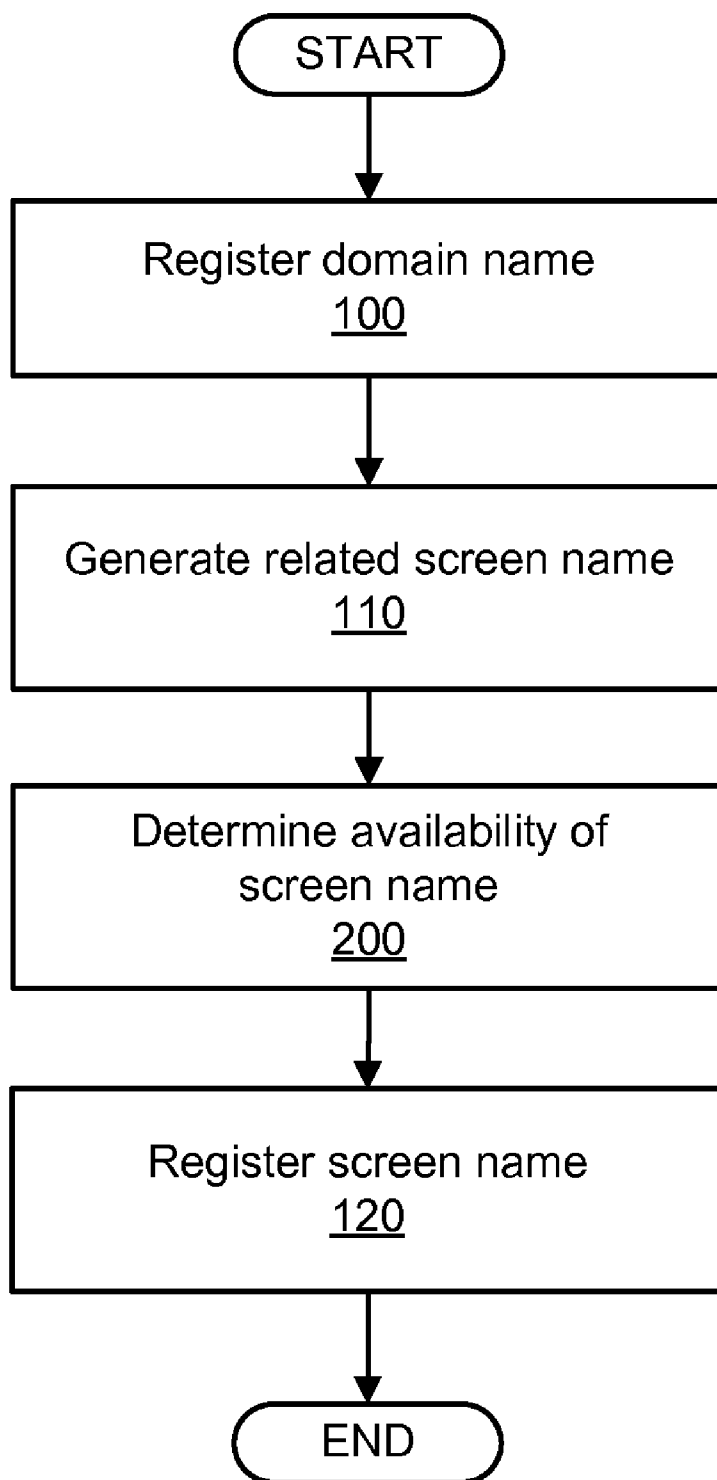 START
Register domain name
100
Generate related screen name
110
Determine availability of
screen name
200
Register screen name
120
END